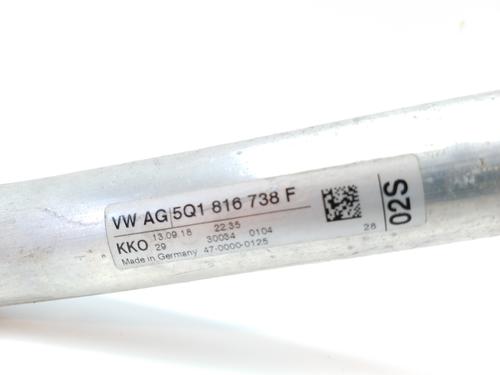 VW AG 5Q1 816 738 F
KKO 13.09.18 22.35
29 30034 0104 28
Made in Germany 47-0000-0125
02S